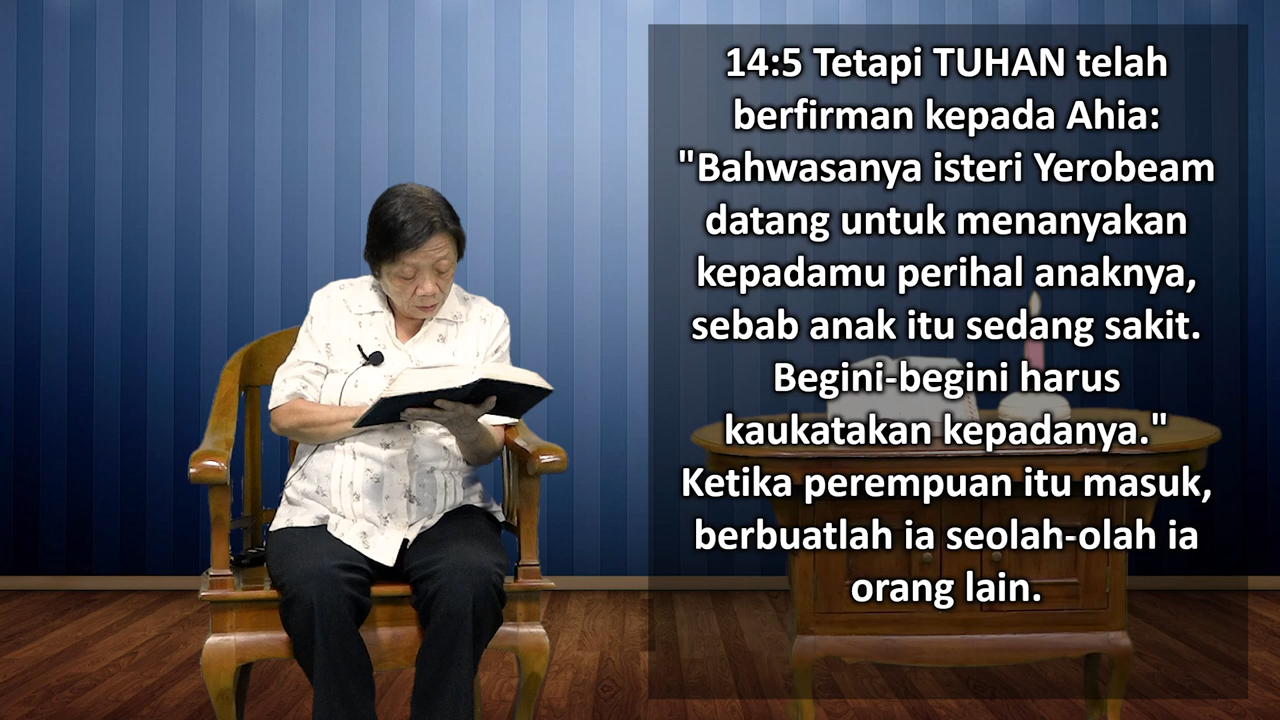 14:5 Tetapi TUHAN telah
berfirman kepada Ahia:
"Bahwasanya isteri Yerobeam
datang untuk menanyakan
kepadamu perihal anaknya,
sebab anak itu sedang sakit.
Begini-begini harus
kaukatakan kepadanya."
Ketika perempuan itu masuk,
berbuatlah ia seolah-olah ia
orang lain.